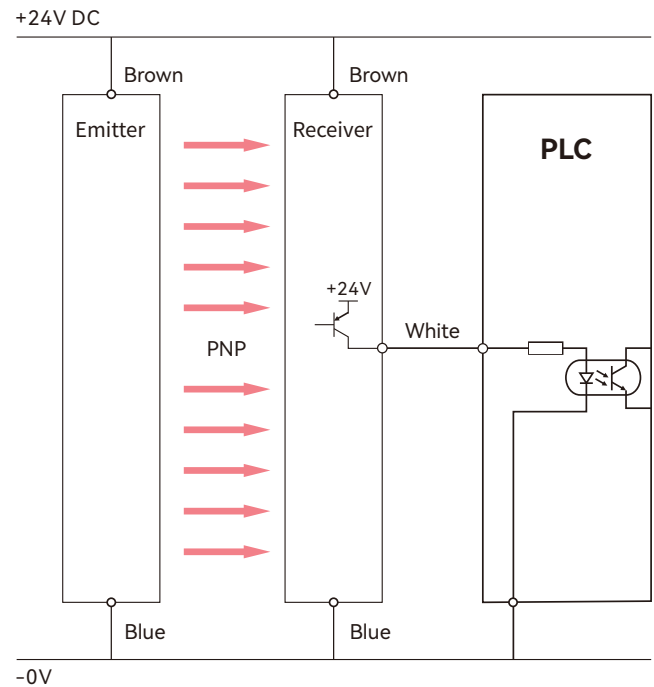 +24V DC
Brown
Brown
Emitter
Receiver
PLC
+24V
White
PNP
Blue
Blue
-0V